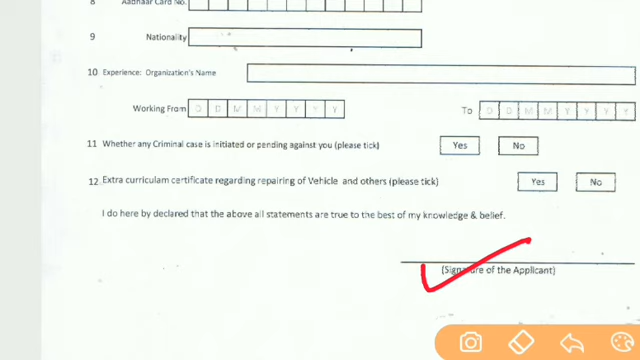 8 Aadhaar Card No.
9 Nationality
10 Experience: Organization's Name
Working From D D M M Y Y Y Y To D D M M Y Y Y Y
11 Whether any Criminal case is initiated or pending against you (please tick) Yes No
12. Extra curriculam certificate regarding repairing of Vehicle and others (please tick) Yes No
I do here by declared that the above all statements are true to the best of my knowledge & belief.
(Signature of the Applicant)